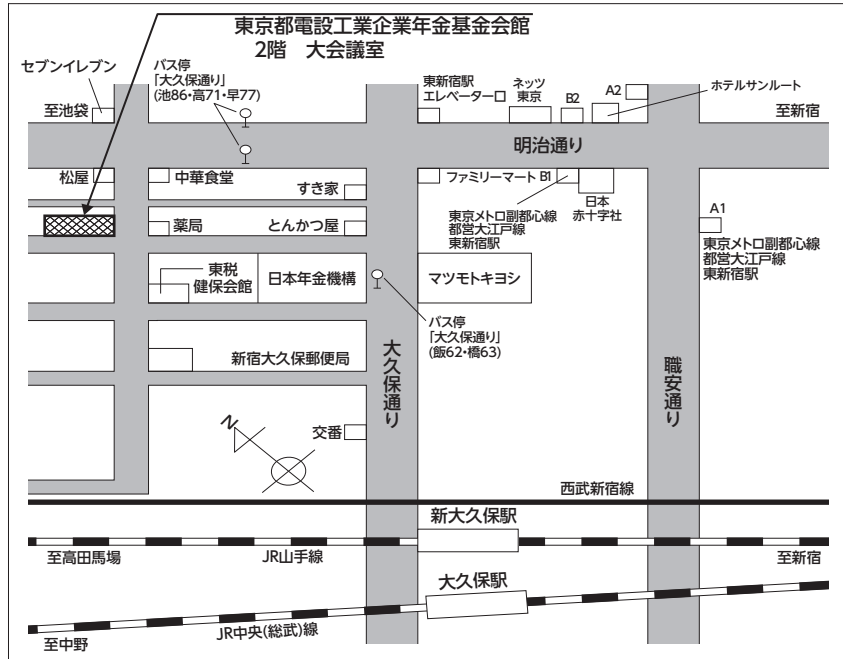 東京都電設工業企業年金基金会館
2階　大会議室
セブンイレブン
バス停
「大久保通り」
(池86・高71・早77)
東新宿駅
エレベーター口
ネッツ
東京
B2
A2
ホテルサンルート
至池袋
至新宿
明治通り
松屋
中華食堂
すき家
ファミリーマート
B1
日本
赤十字社
東京メトロ副都心線
都営大江戸線
東新宿駅
A1
東京メトロ副都心線
都営大江戸線
東新宿駅
薬局
とんかつ屋
東税
健保会館
日本年金機構
マツモトキヨシ
バス停
「大久保通り」
(飯62・橋63)
新宿大久保郵便局
大久保通り
職安通り
N
交番
西武新宿線
新大久保駅
至高田馬場
JR山手線
至新宿
大久保駅
JR中央(総武)線
至中野